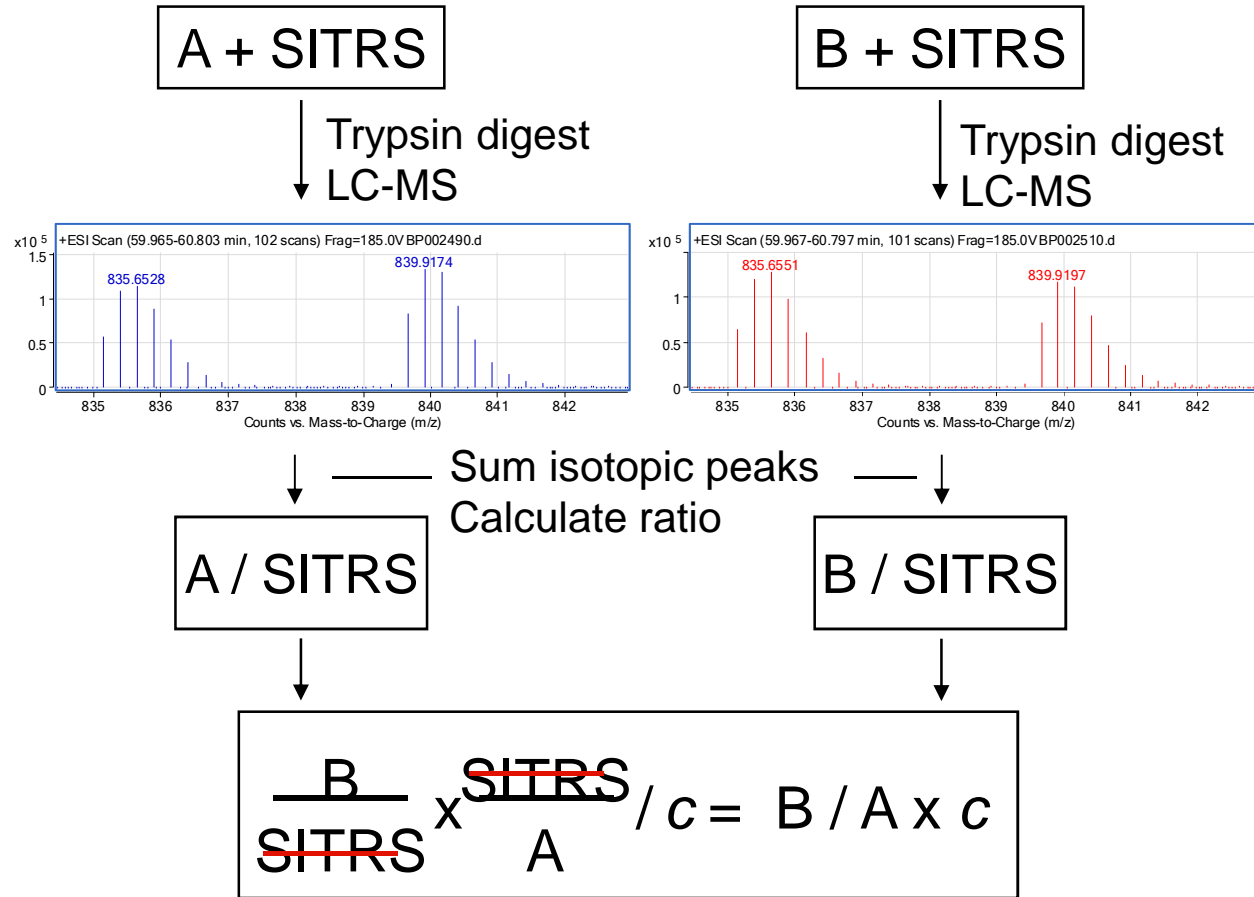 A + SITRS
B + SITRS
Trypsin digest
LC-MS
Trypsin digest
LC-MS
x10 5
+ESI Scan (59.965-60.803 min, 102 scans) Frag=185.0V BP002490.d
1.5
1
0.5
0
835.6528
839.9174
835 836 837 838 839 840 841 842
Counts vs. Mass-to-Charge (m/z)
x10 5
+ESI Scan (59.967-60.797 min, 101 scans) Frag=185.0V BP002510.d
1
0.5
0
835.6551
839.9197
835 836 837 838 839 840 841 842
Counts vs. Mass-to-Charge (m/z)
Sum isotopic peaks
Calculate ratio
A / SITRS
B / SITRS
B SITRS
x / c = B / A x c
SITRS A